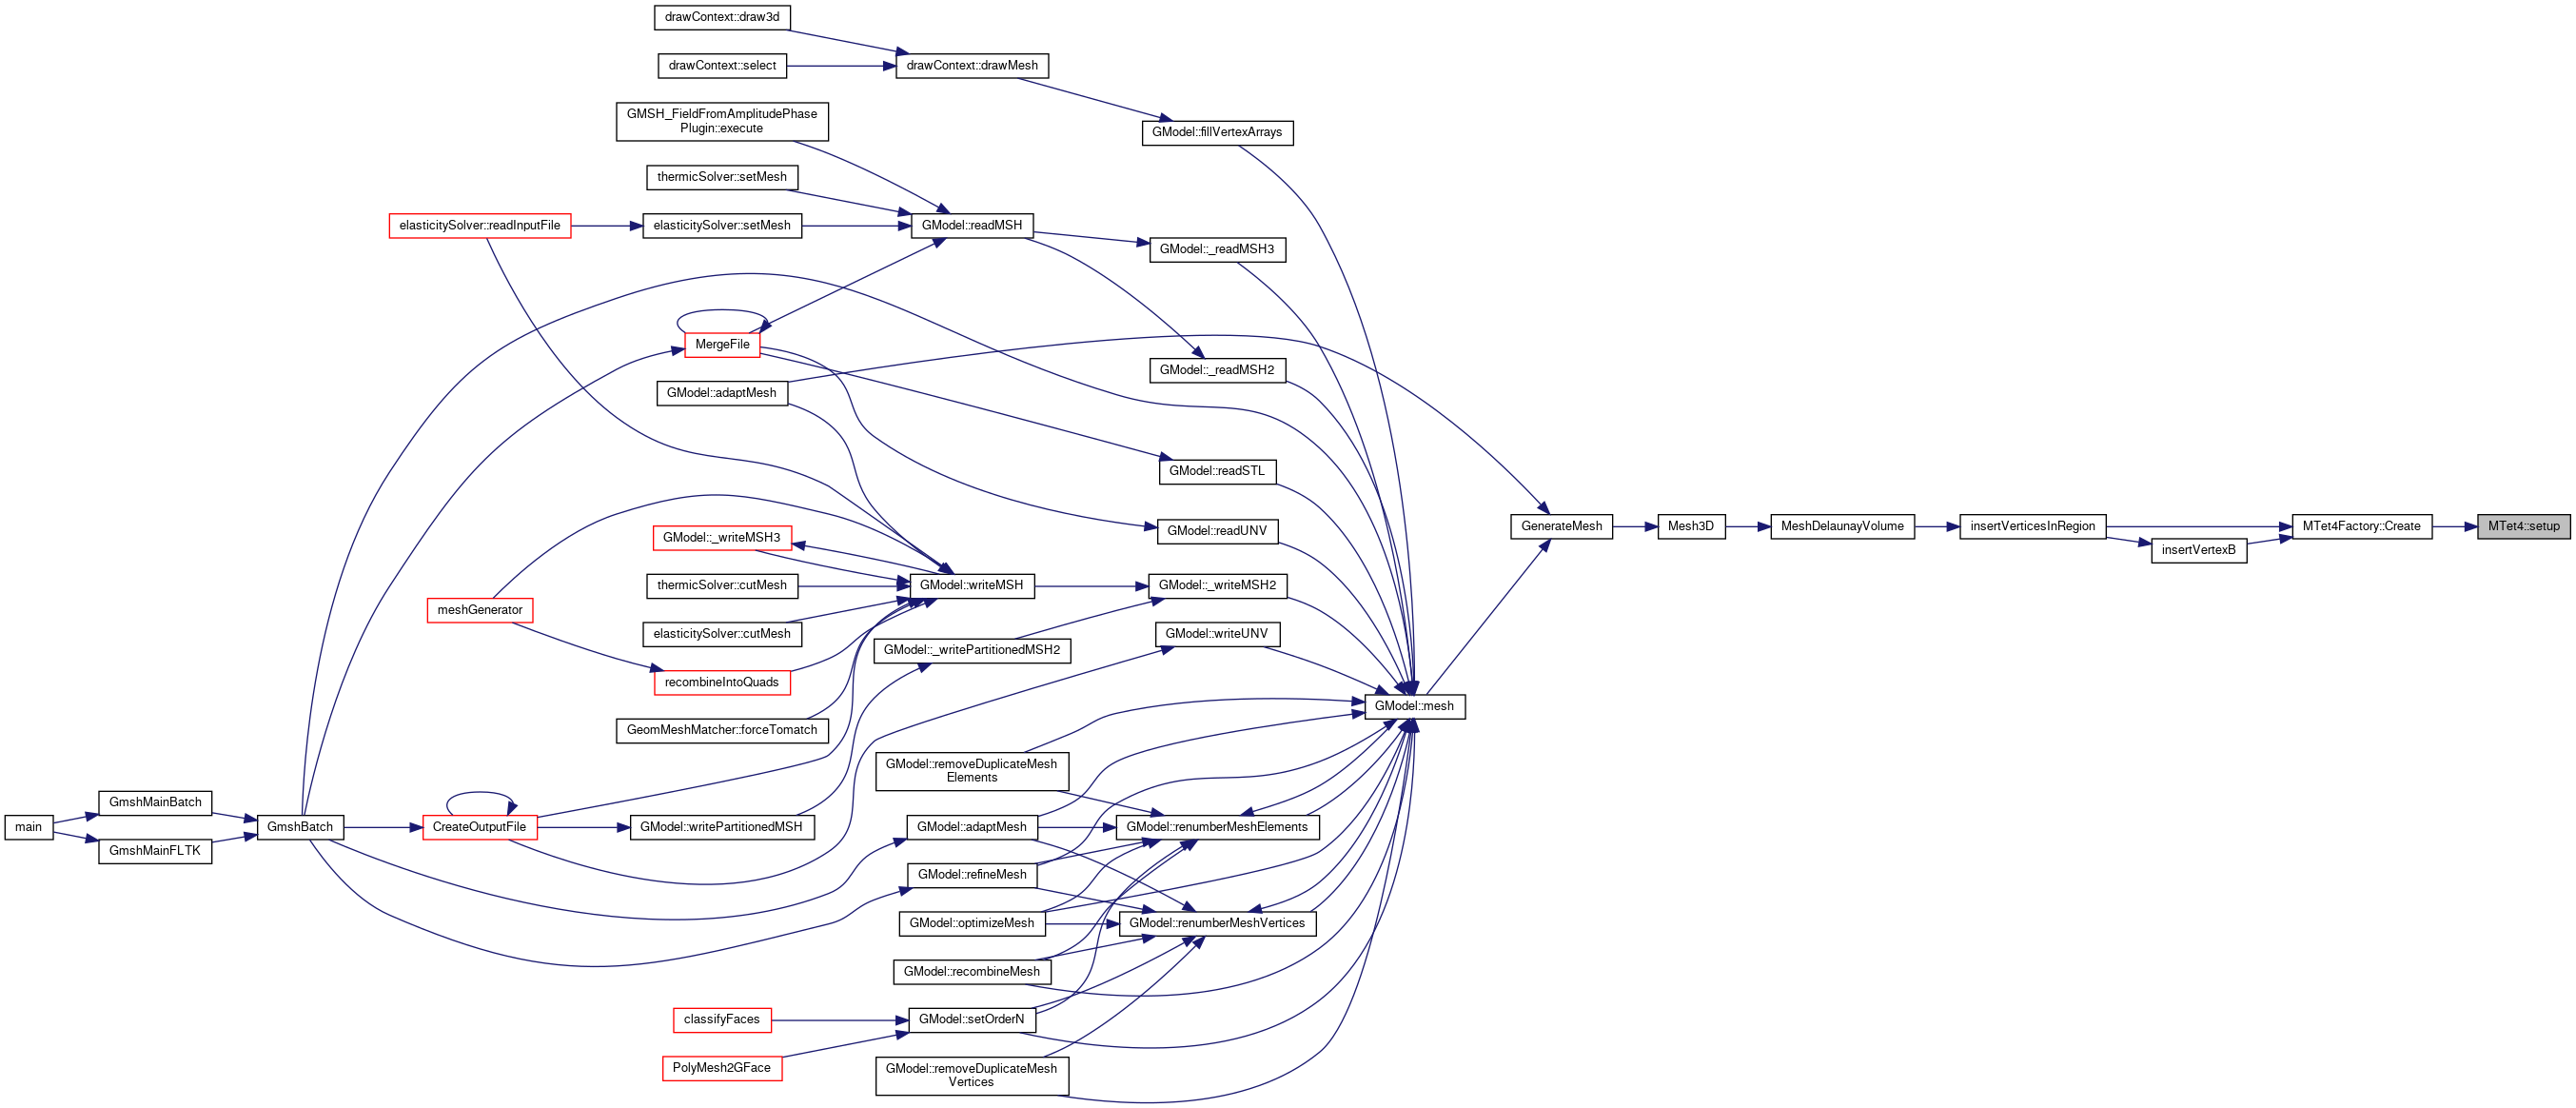 drawContext::draw3d
drawContext::select
drawContext::drawMesh
GMSH_FieldFromAmplitudePhase
Plugin::execute
GModel::fillVertexArrays
thermicSolver::setMesh
elasticitySolver::readInputFile
elasticitySolver::setMesh
GModel::readMSH
GModel::_readMSH3
MergeFile
GModel::_readMSH2
GModel::adaptMesh
GModel::readSTL
GModel::_writeMSH3
GModel::readUNV
GenerateMesh
Mesh3D
MeshDelaunayVolume
insertVerticesInRegion
MTet4Factory::Create
MTet4::setup
insertVertexB
thermicSolver::cutMesh
GModel::writeMSH
GModel::_writeMSH2
meshGenerator
elasticitySolver::cutMesh
GModel::_writePartitionedMSH2
GModel::writeUNV
recombineIntoQuads
GModel::mesh
GeomMeshMatcher::forceTomatch
GModel::removeDuplicateMesh
Elements
main
GmshMainBatch
GmshMainFLTK
GmshBatch
CreateOutputFile
GModel::writePartitionedMSH
GModel::adaptMesh
GModel::renumberMeshElements
GModel::refineMesh
GModel::optimizeMesh
GModel::renumberMeshVertices
GModel::recombineMesh
classifyFaces
GModel::setOrderN
PolyMesh2GFace
GModel::removeDuplicateMesh
Vertices